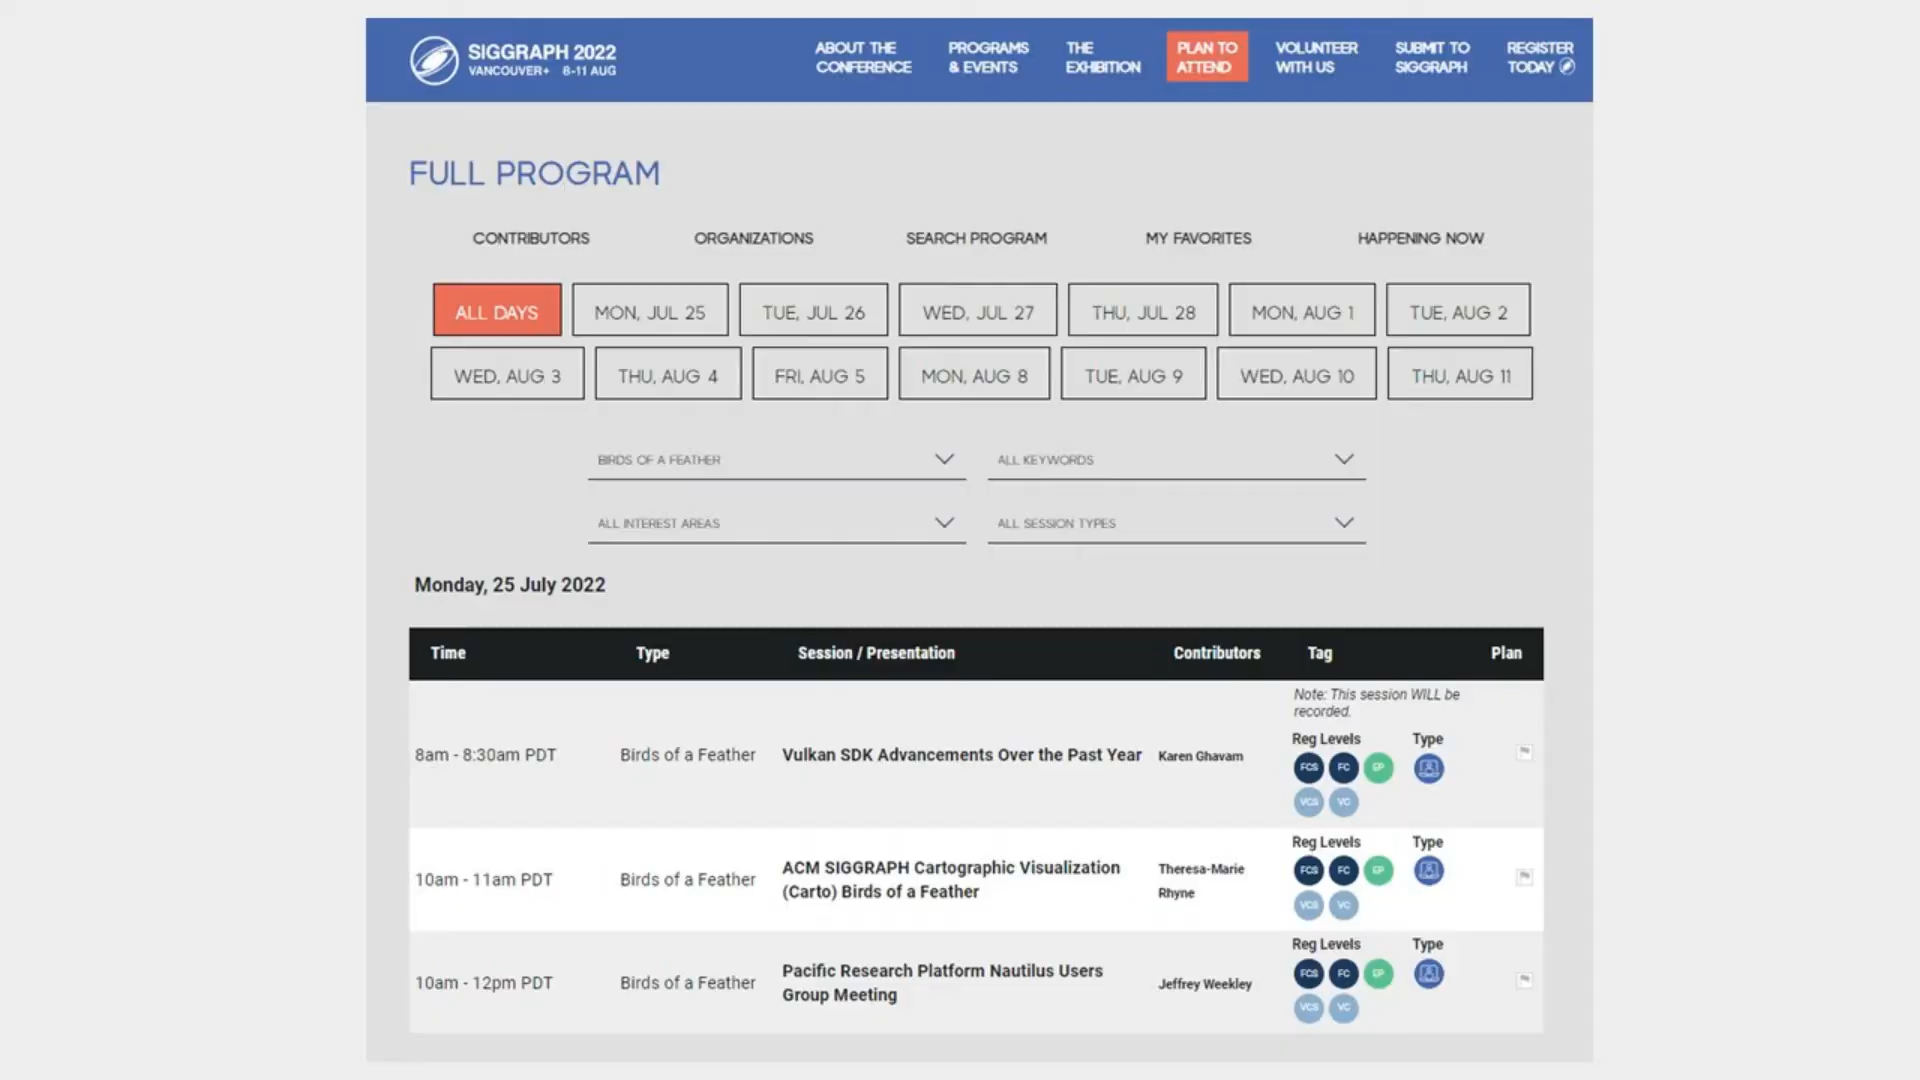 SIGGRAPH 2022
VANCOUVER+ 8-11 AUG
ABOUT THE
CONFERENCE
PROGRAMS
& EVENTS
THE
EXHIBITION
PLAN TO
ATTEND
VOLUNTEER
WITH US
SUBMIT TO
SIGGRAPH
REGISTER
TODAY
FULL PROGRAM
CONTRIBUTORS
ORGANIZATIONS
SEARCH PROGRAM
MY FAVORITES
HAPPENING NOW
ALL DAYS
MON, JUL 25
TUE, JUL 26
WED, JUL 27
THU, JUL 28
MON, AUG 1
TUE, AUG 2
WED, AUG 3
THU, AUG 4
FRI, AUG 5
MON, AUG 8
TUE, AUG 9
WED, AUG 10
THU, AUG 11
BIRDS OF A FEATHER
ALL KEYWORDS
ALL INTEREST AREAS
ALL SESSION TYPES
Monday, 25 July 2022
Time
Type
Session / Presentation
Contributors
Tag
Plan
8am - 8:30am PDT
Birds of a Feather
Vulkan SDK Advancements Over the Past Year
Karen Ghavam
Note: This session WILL be
recorded.
Reg Levels
Type
FCS FC EP
VCS VC
10am - 11am PDT
Birds of a Feather
ACM SIGGRAPH Cartographic Visualization
(Carto) Birds of a Feather
Theresa-Marie
Rhyne
Reg Levels
Type
FCS FC EP
VCS VC
10am - 12pm PDT
Birds of a Feather
Pacific Research Platform Nautilus Users
Group Meeting
Jeffrey Weekley
Reg Levels
Type
FCS FC EP
VCS VC